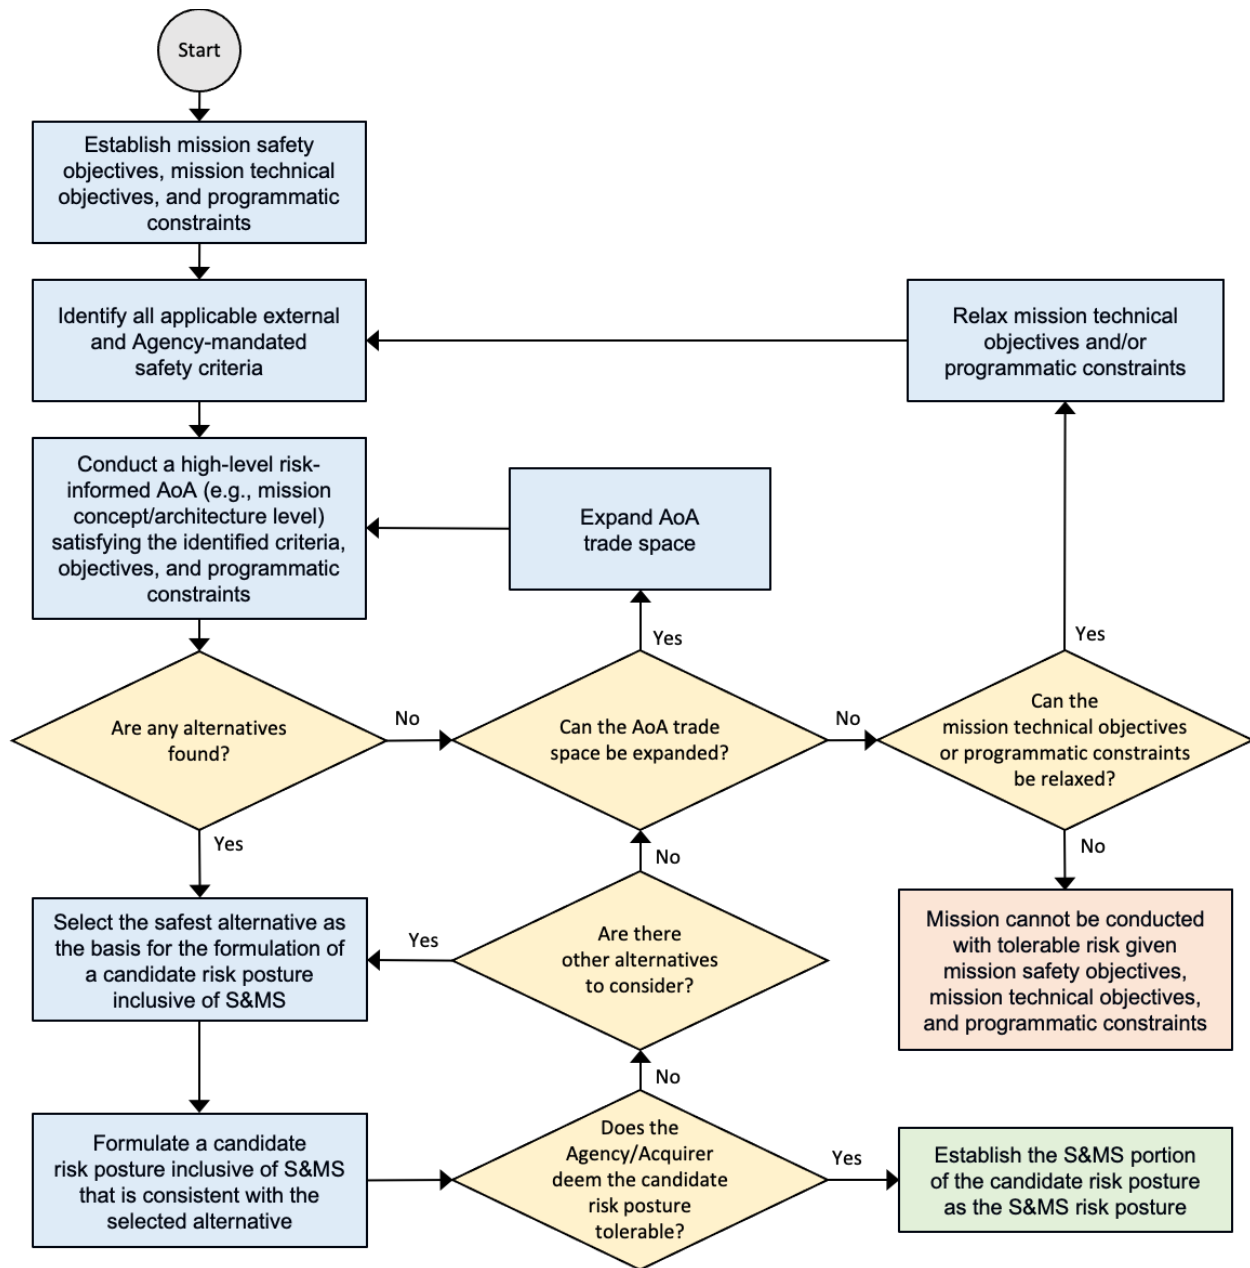 Start
Establish mission safety
objectives, mission technical
objectives, and programmatic
constraints
Identify all applicable external
and Agency-mandated
safety criteria
Relax mission technical
objectives and/or
programmatic constraints
Conduct a high-level risk-
informed AoA (e.g., mission
concept/architecture level)
satisfying the identified criteria,
objectives, and programmatic
constraints
Expand AoA
trade space
Yes
Yes
Are any alternatives
found?
No
Can the AoA trade
space be expanded?
No
Can the
mission technical objectives
or programmatic constraints
be relaxed?
Yes
No
No
Select the safest alternative as
the basis for the formulation of
a candidate risk posture
inclusive of S&MS
Yes
Are there
other alternatives
to consider?
Mission cannot be conducted
with tolerable risk given
mission safety objectives,
mission technical objectives,
and programmatic constraints
No
Formulate a candidate
risk posture inclusive of S&MS
that is consistent with the
selected alternative
Does the
Agency/Acquirer
deem the candidate
risk posture
tolerable?
Yes
Establish the S&MS portion
of the candidate risk posture
as the S&MS risk posture